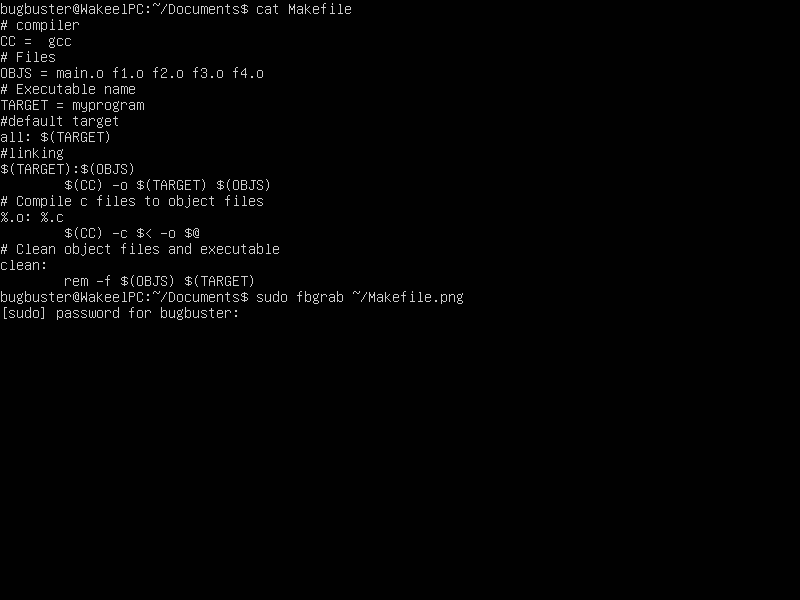 bugbuster@WakeelPC:~/Documents$ cat Makefile
# compiler
CC =  gcc
# Files
OBJS = main.o f1.o f2.o f3.o f4.o
# Executable name
TARGET = myprogram
#default target
all: $(TARGET)
#linking
$(TARGET):$(OBJS)
        $(CC) -o $(TARGET) $(OBJS)
# Compile c files to object files
%.o: %.c
        $(CC) -c $< -o $@
# Clean object files and executable
clean:
        rem -f $(OBJS) $(TARGET)
bugbuster@WakeelPC:~/Documents$ sudo fbgrab ~/Makefile.png
[sudo] password for bugbuster: